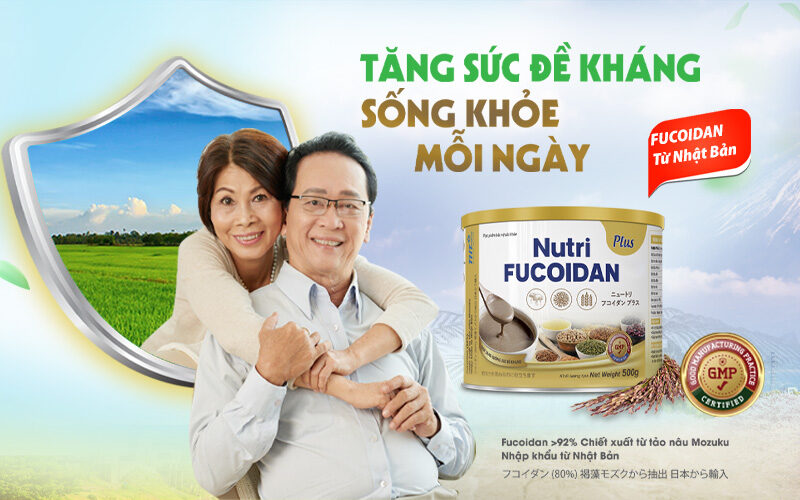 TĂNG SỨC ĐỀ KHÁNG
SỐNG KHỎE
MỖI NGÀY
FUCOIDAN
Từ Nhật Bản
Nutri Plus
FUCOIDAN
ニュートリ
フコイダン プラス
Net Weight: 500g
GOOD MANUFACTURING PRACTICE
GMP
CERTIFIED
Fucoidan >92% Chiết xuất từ tảo nâu Mozuku
Nhập khẩu từ Nhật Bản
フコイダン (80%) 褐藻モズクから抽出 日本から輸入